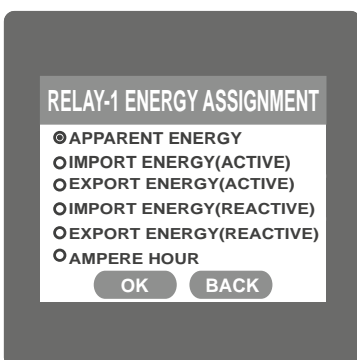 RELAY-1 ENERGY ASSIGNMENT
APPARENT ENERGY
IMPORT ENERGY(ACTIVE)
EXPORT ENERGY(ACTIVE)
IMPORT ENERGY(REACTIVE)
EXPORT ENERGY(REACTIVE)
AMPERE HOUR
OK BACK